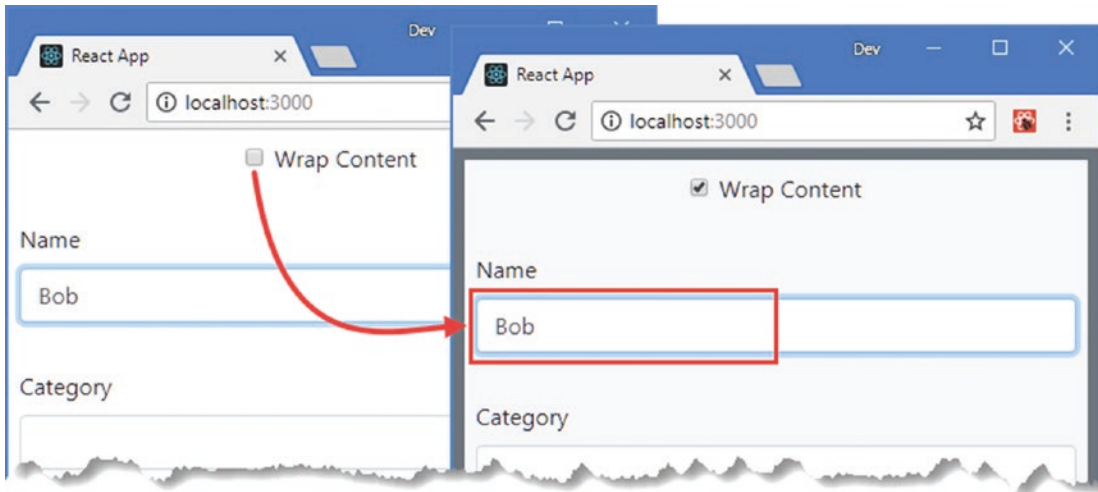 Dev
React App
localhost:3000
Wrap Content
Name
Bob
Category
Dev
React App
localhost:3000
Wrap Content
Name
Bob
Category